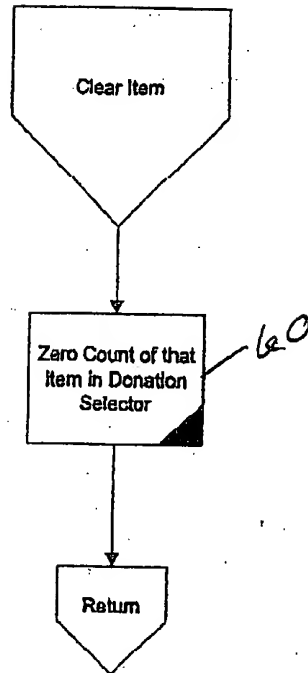 Clear Item
Zero Count of that
Item in Donation
Selector
Return